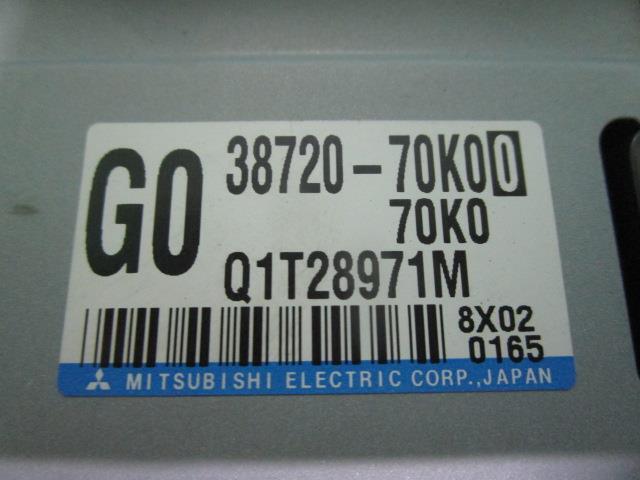 G0
38720-70K00
70K0
Q1T28971M
8X02
0165
MITSUBISHI ELECTRIC CORP.,JAPAN